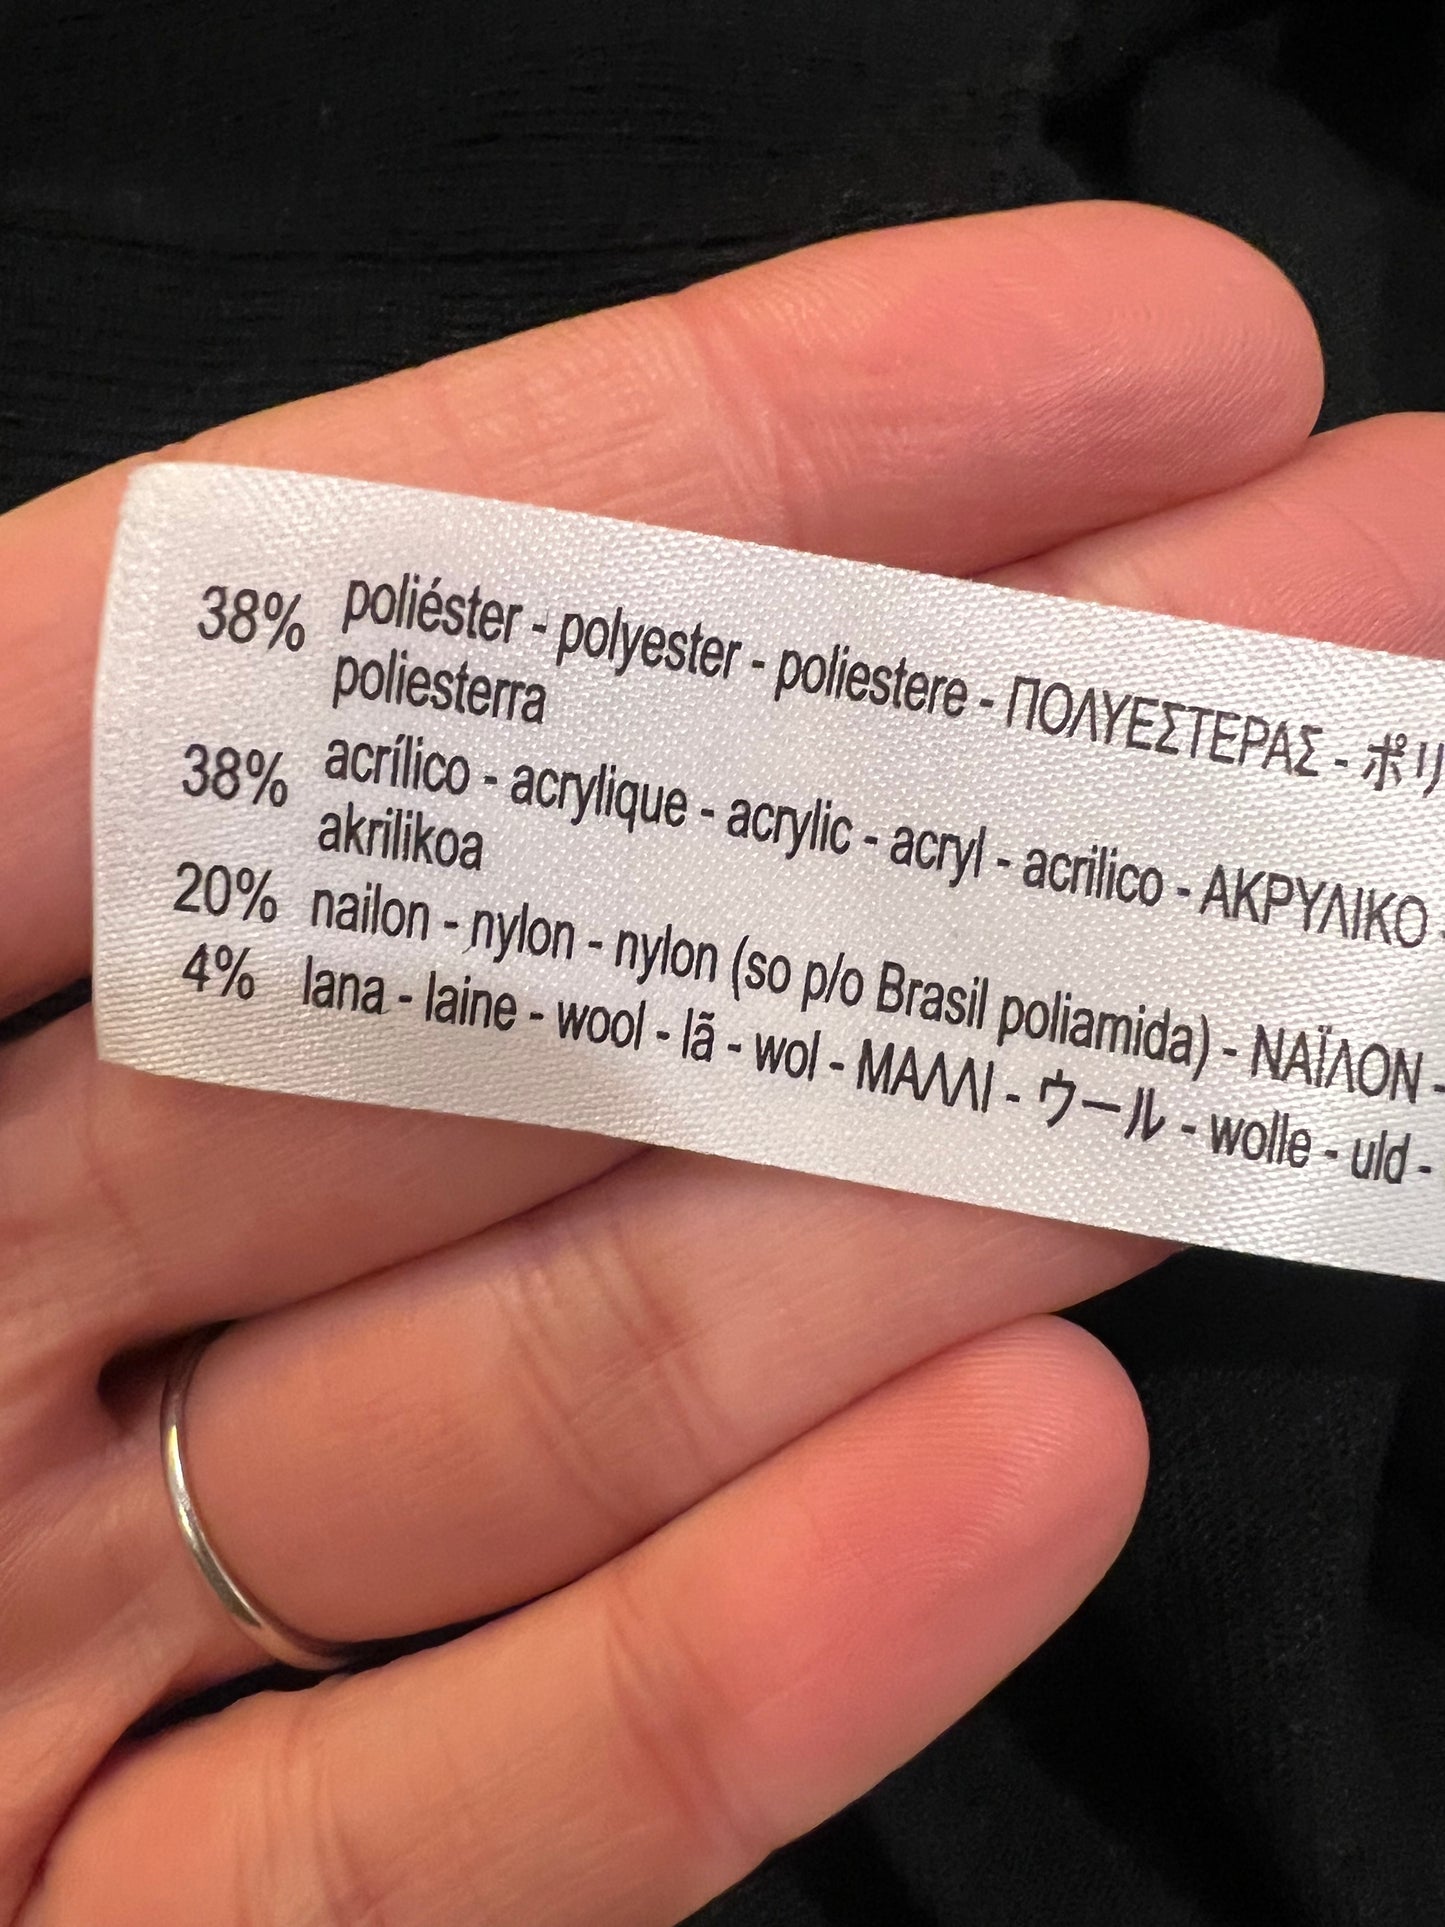 38% poliéster - polyester - poliestere - ΠΟΛΥΕΣΤΕΡΑΣ -
poliesterra
38% acrílico - acrylique - acrylic - acryl - acrilico - ΑΚΡΥΛΙΚΟ -
akrilikoa
20% nailon - nylon - nylon (so p/o Brasil poliamida) - ΝΑΪΛΟΝ -
4% lana - laine - wool - lã - wol - ΜΑΛΛΙ - ウール - wolle - uld -